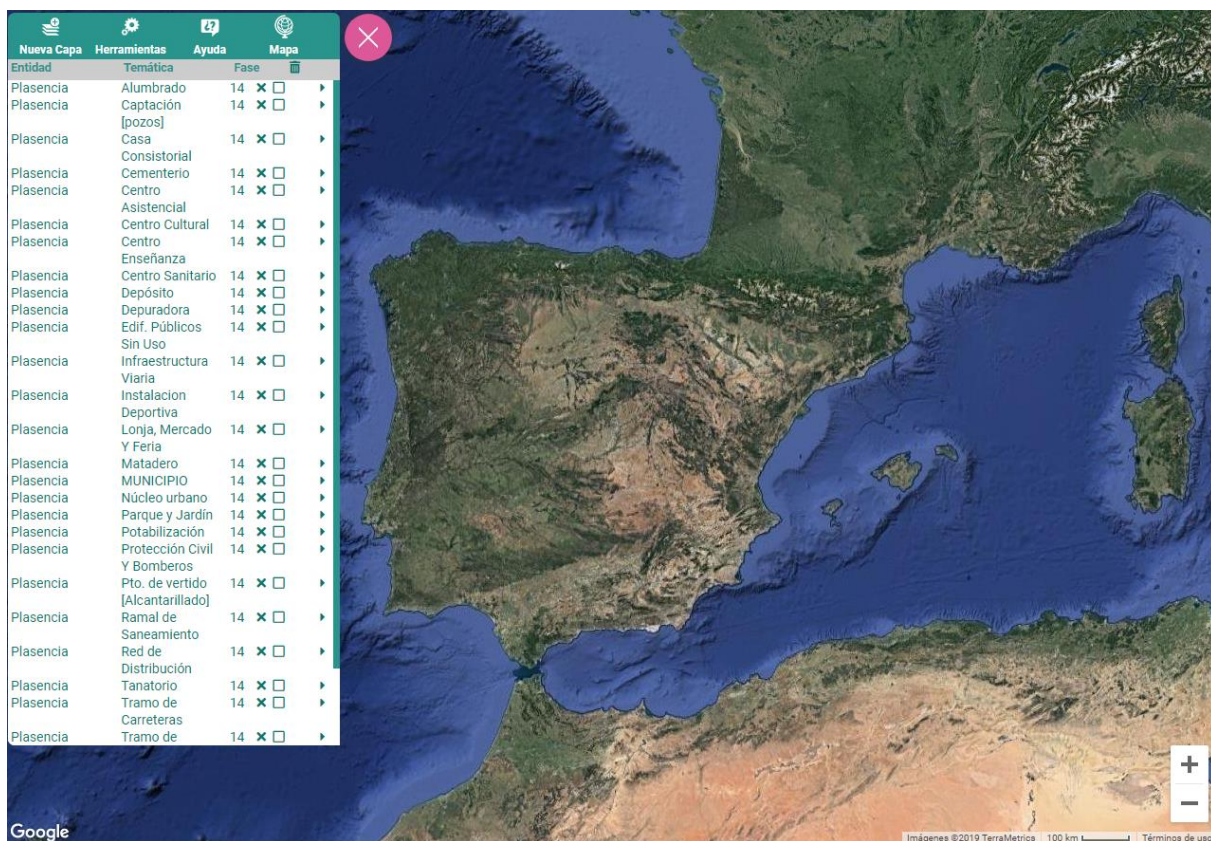 Nueva Capa Herramientas Ayuda Mapa
Entidad Temática Fase
Plasencia Alumbrado 14
Plasencia Captación 14
[pozos]
Plasencia Casa 14
Consistorial
Plasencia Cementerio 14
Plasencia Centro 14
Asistencial
Plasencia Centro Cultural 14
Plasencia Centro 14
Enseñanza
Plasencia Centro Sanitario 14
Plasencia Depósito 14
Plasencia Depuradora 14
Plasencia Edif. Públicos 14
Sin Uso
Plasencia Infraestructura 14
Viaria
Plasencia Instalacion 14
Deportiva
Plasencia Lonja, Mercado 14
Y Feria
Plasencia Matadero 14
Plasencia MUNICIPIO 14
Plasencia Núcleo urbano 14
Plasencia Parque y Jardín 14
Plasencia Potabilización 14
Plasencia Protección Civil 14
Y Bomberos
Plasencia Pto. de vertido 14
[Alcantarillado]
Plasencia Ramal de 14
Saneamiento
Plasencia Red de 14
Distribución
Plasencia Tanatorio 14
Plasencia Tramo de 14
Carreteras
Plasencia Tramo de 14
Google
Imágenes ©2019 TerraMetrics 100 km Términos de uso